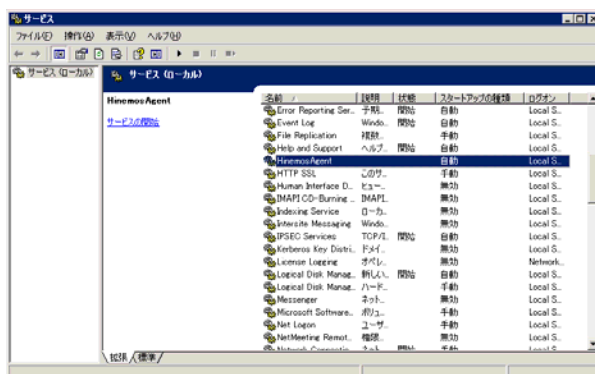 サービス
ファイル(F) 操作(A) 表示(V) ヘルプ(H)
サービス (ローカル)
サービス (ローカル)
HinemosAgent
サービスの開始
名前 説明 状態 スタートアップの種類 ログオン
Error Reporting Ser... 予期... 開始 自動 Local S...
Event Log Windo... 開始 自動 Local S...
File Replication 複数... 手動 Local S...
Help and Support ヘルプ... 開始 自動 Local S...
HinemosAgent 自動 Local S...
HTTP SSL このサ... 手動 Local S...
Human Interface D... ヒュー... 無効 Local S...
IMAPI CD-Burning ... IMAPI... 無効 Local S...
Indexing Service ローカ... 無効 Local S...
Intersite Messaging Windo... 無効 Local S...
IPSEC Services TCP/I... 開始 自動 Local S...
Kerberos Key Distri... ドメイ... 無効 Local S...
License Logging オペレ... 無効 Network...
Logical Disk Manag... 新しい... 開始 自動 Local S...
Logical Disk Manag... ハード... 手動 Local S...
Messenger ネット... 無効 Local S...
Microsoft Software... ボリュ... 手動 Local S...
Net Logon ユーザ... 手動 Local S...
NetMeeting Remot... 権限... 無効 Local S...
Network Connectio... ネット... 開始 手動 Local S...
拡張 標準